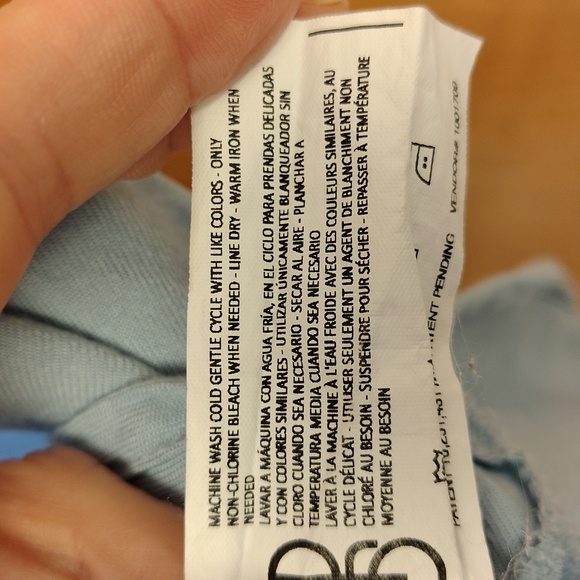 MACHINE WASH COLD GENTLE CYCLE WITH LIKE COLORS - ONLY
NON-CHLORINE BLEACH WHEN NEEDED - LINE DRY - WARM IRON WHEN
NEEDED
LAVAR A MÁQUINA CON AGUA FRÍA, EN EL CICLO PARA PRENDAS DELICADAS
Y CON COLORES SIMILARES - UTILIZAR ÚNICAMENTE BLANQUEADOR SIN
CLORO CUANDO SEA NECESARIO - SECAR AL AIRE - PLANCHAR A
TEMPERATURA MEDIA CUANDO SEA NECESARIO
LAVER À LA MACHINE À L'EAU FROIDE AVEC DES COULEURS SIMILAIRES, AU
CYCLE DÉLICAT - UTILISER SEULEMENT UN AGENT DE BLANCHIMENT NON
CHLORÉ AU BESOIN - SUSPENDRE POUR SÉCHER - REPASSER À TEMPÉRATURE
MOYENNE AU BESOIN
PENDING
VENDOR# 1001700